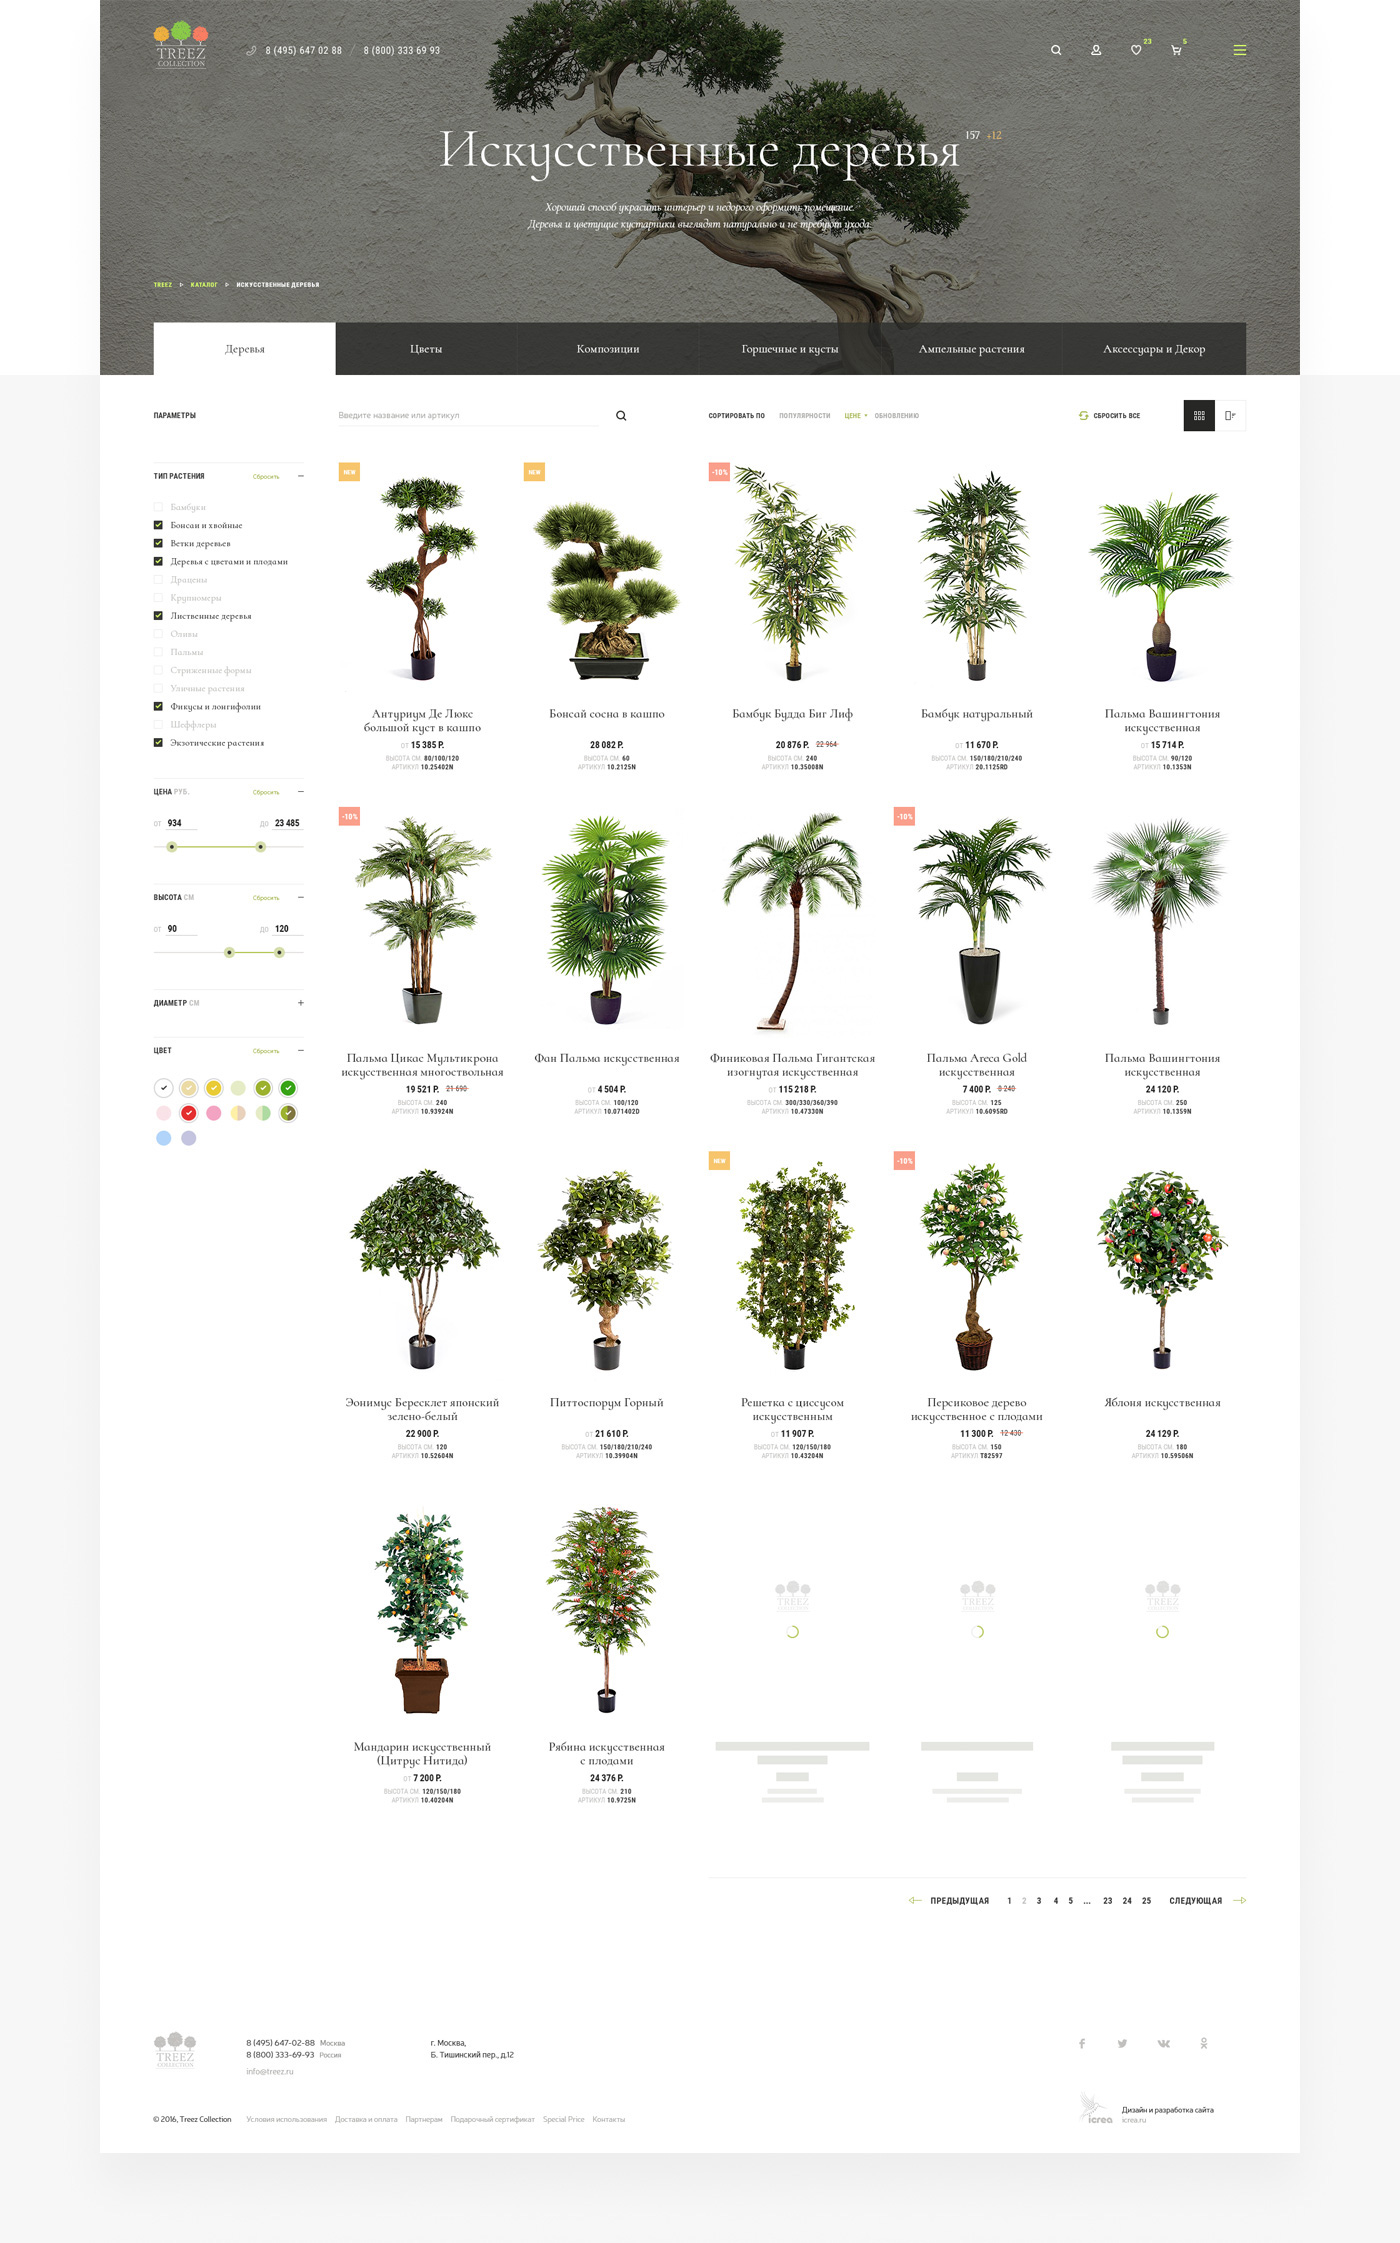 TREEZ
COLLECTION
8 (495) 647 02 88 / 8 (800) 333 69 93
23
5
Искусственные деревья 157 +12
Хороший способ украсить интерьер и недорого оформить помещение.
Деревья и цветущие кустарники выглядят натурально и не требуют ухода.
TREEZ КАТАЛОГ ИСКУССТВЕННЫЕ ДЕРЕВЬЯ
Деревья Цветы Композиции Горшечные и кусты Ампельные растения Аксессуары и Декор
ПАРАМЕТРЫ
Введите название или артикул
СОРТИРОВАТЬ ПО ПОПУЛЯРНОСТИ ЦЕНЕ ОБНОВЛЕНИЮ
СБРОСИТЬ ВСЕ
ТИП РАСТЕНИЯ Сбросить
Бамбуки
Бонсаи и хвойные
Ветки деревьев
Деревья с цветами и плодами
Драцены
Крупномеры
Лиственные деревья
Оливы
Пальмы
Стриженные формы
Уличные растения
Фикусы и лонгифолии
Шеффлеры
Экзотические растения
ЦЕНА РУБ. Сбросить
ОТ 934 ДО 23 485
ВЫСОТА СМ Сбросить
ОТ 90 ДО 120
ДИАМЕТР СМ
ЦВЕТ Сбросить
NEW
Антуриум Де Люкс
большой куст в кашпо
ОТ 15 385 Р.
ВЫСОТА СМ. 80/100/120
АРТИКУЛ 10.25402N
NEW
Бонсай сосна в кашпо
28 082 Р.
ВЫСОТА СМ. 60
АРТИКУЛ 10.2125N
-10%
Бамбук Будда Биг Лиф
20 876 Р. 22 964
ВЫСОТА СМ. 240
АРТИКУЛ 10.35008N
Бамбук натуральный
ОТ 11 670 Р.
ВЫСОТА СМ. 150/180/210/240
АРТИКУЛ 20.1125RD
Пальма Вашингтония
искусственная
ОТ 15 714 Р.
ВЫСОТА СМ. 90/120
АРТИКУЛ 10.1353N
-10%
Пальма Цикас Мультикрона
искусственная многоствольная
19 521 Р. 21 690
ВЫСОТА СМ. 240
АРТИКУЛ 10.93924N
Фан Пальма искусственная
ОТ 4 504 Р.
ВЫСОТА СМ. 100/120
АРТИКУЛ 10.071402D
Финиковая Пальма Гигантская
изогнутая искусственная
ОТ 115 218 Р.
ВЫСОТА СМ. 300/330/360/390
АРТИКУЛ 10.47330N
-10%
Пальма Areca Gold
искусственная
7 400 Р. 8 240
ВЫСОТА СМ. 125
АРТИКУЛ 10.6095RD
Пальма Вашингтония
искусственная
24 120 Р.
ВЫСОТА СМ. 250
АРТИКУЛ 10.1359N
Эонимус Бересклет японский
зелено-белый
22 900 Р.
ВЫСОТА СМ. 120
АРТИКУЛ 10.52604N
Питтоспорум Горный
ОТ 21 610 Р.
ВЫСОТА СМ. 150/180/210/240
АРТИКУЛ 10.39904N
NEW
Решетка с циссусом
искусственным
ОТ 11 907 Р.
ВЫСОТА СМ. 120/150/180
АРТИКУЛ 10.43204N
-10%
Персиковое дерево
искусственное с плодами
11 300 Р. 12 430
ВЫСОТА СМ. 150
АРТИКУЛ T82597
Яблоня искусственная
24 129 Р.
ВЫСОТА СМ. 180
АРТИКУЛ 10.59506N
Мандарин искусственный
(Цитрус Нитида)
ОТ 7 200 Р.
ВЫСОТА СМ. 120/150/180
АРТИКУЛ 10.40204N
Рябина искусственная
с плодами
24 376 Р.
ВЫСОТА СМ. 210
АРТИКУЛ 10.9725N
TREEZ
TREEZ
TREEZ
ПРЕДЫДУЩАЯ 1 2 3 4 5 ... 23 24 25 СЛЕДУЮЩАЯ
TREEZ
COLLECTION
8 (495) 647-02-88 Москва
8 (800) 333-69-93 Россия
info@treez.ru
г. Москва,
Б. Тишинский пер., д.12
© 2016, Treez Collection Условия использования Доставка и оплата Партнерам Подарочный сертификат Special Price Контакты
icrea
Дизайн и разработка сайта
icrea.ru